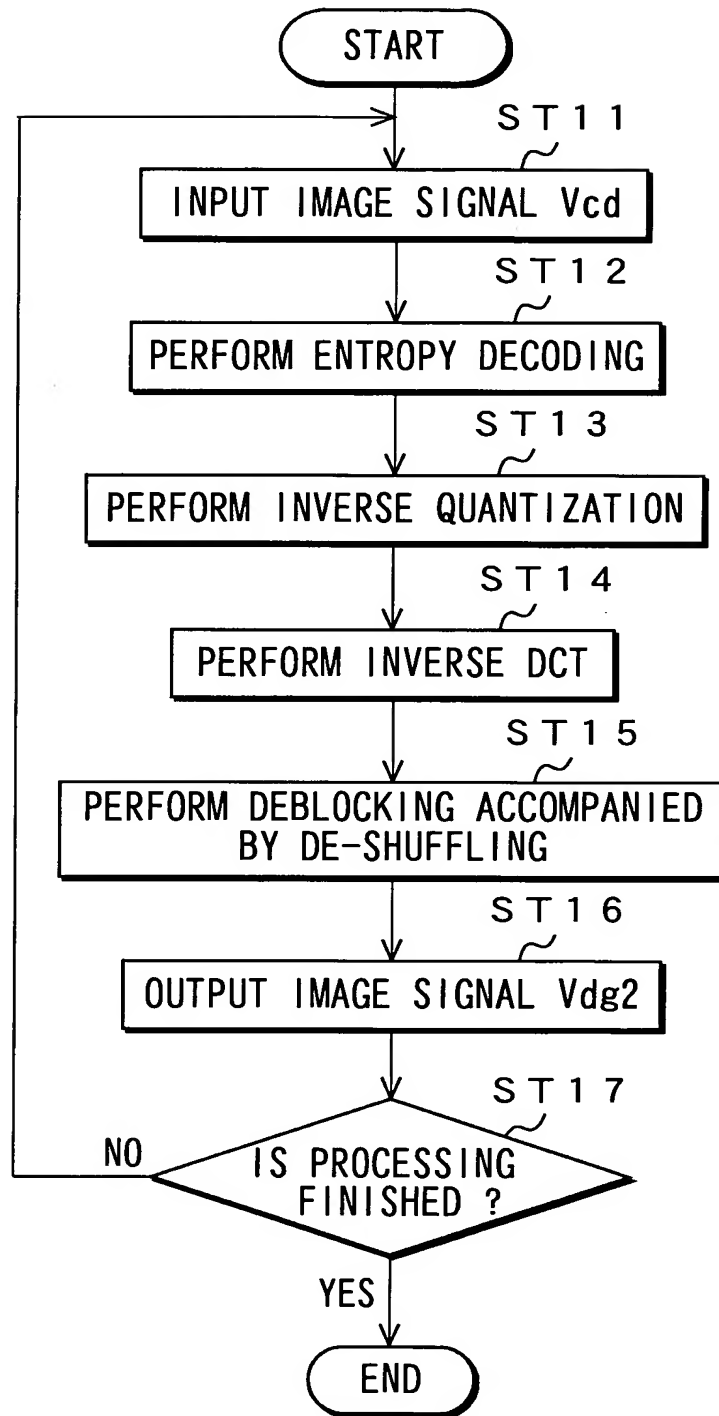 START
ST11
INPUT IMAGE SIGNAL Vcd
ST12
PERFORM ENTROPY DECODING
ST13
PERFORM INVERSE QUANTIZATION
ST14
PERFORM INVERSE DCT
ST15
PERFORM DEBLOCKING ACCOMPANIED
BY DE-SHUFFLING
ST16
OUTPUT IMAGE SIGNAL Vdg2
ST17
NO
IS PROCESSING
FINISHED ?
YES
END